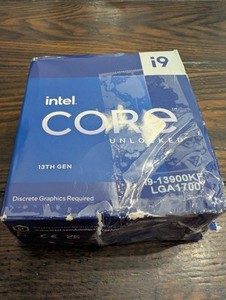 i9
intel
CORE
UNLOCKED
13TH GEN
i9-13900KF
LGA1700
Discrete Graphics Required